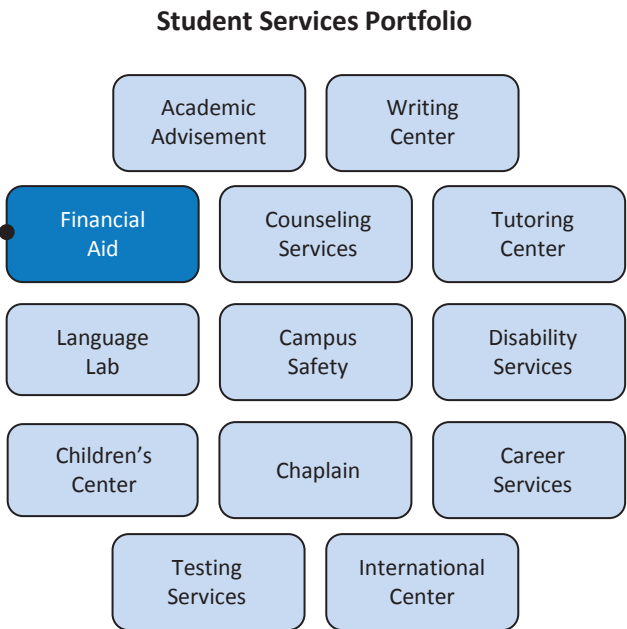 Student Services Portfolio
Academic
Advisement
Writing
Center
Financial
Aid
Counseling
Services
Tutoring
Center
Language
Lab
Campus
Safety
Disability
Services
Children’s
Center
Chaplain
Career
Services
Testing
Services
International
Center